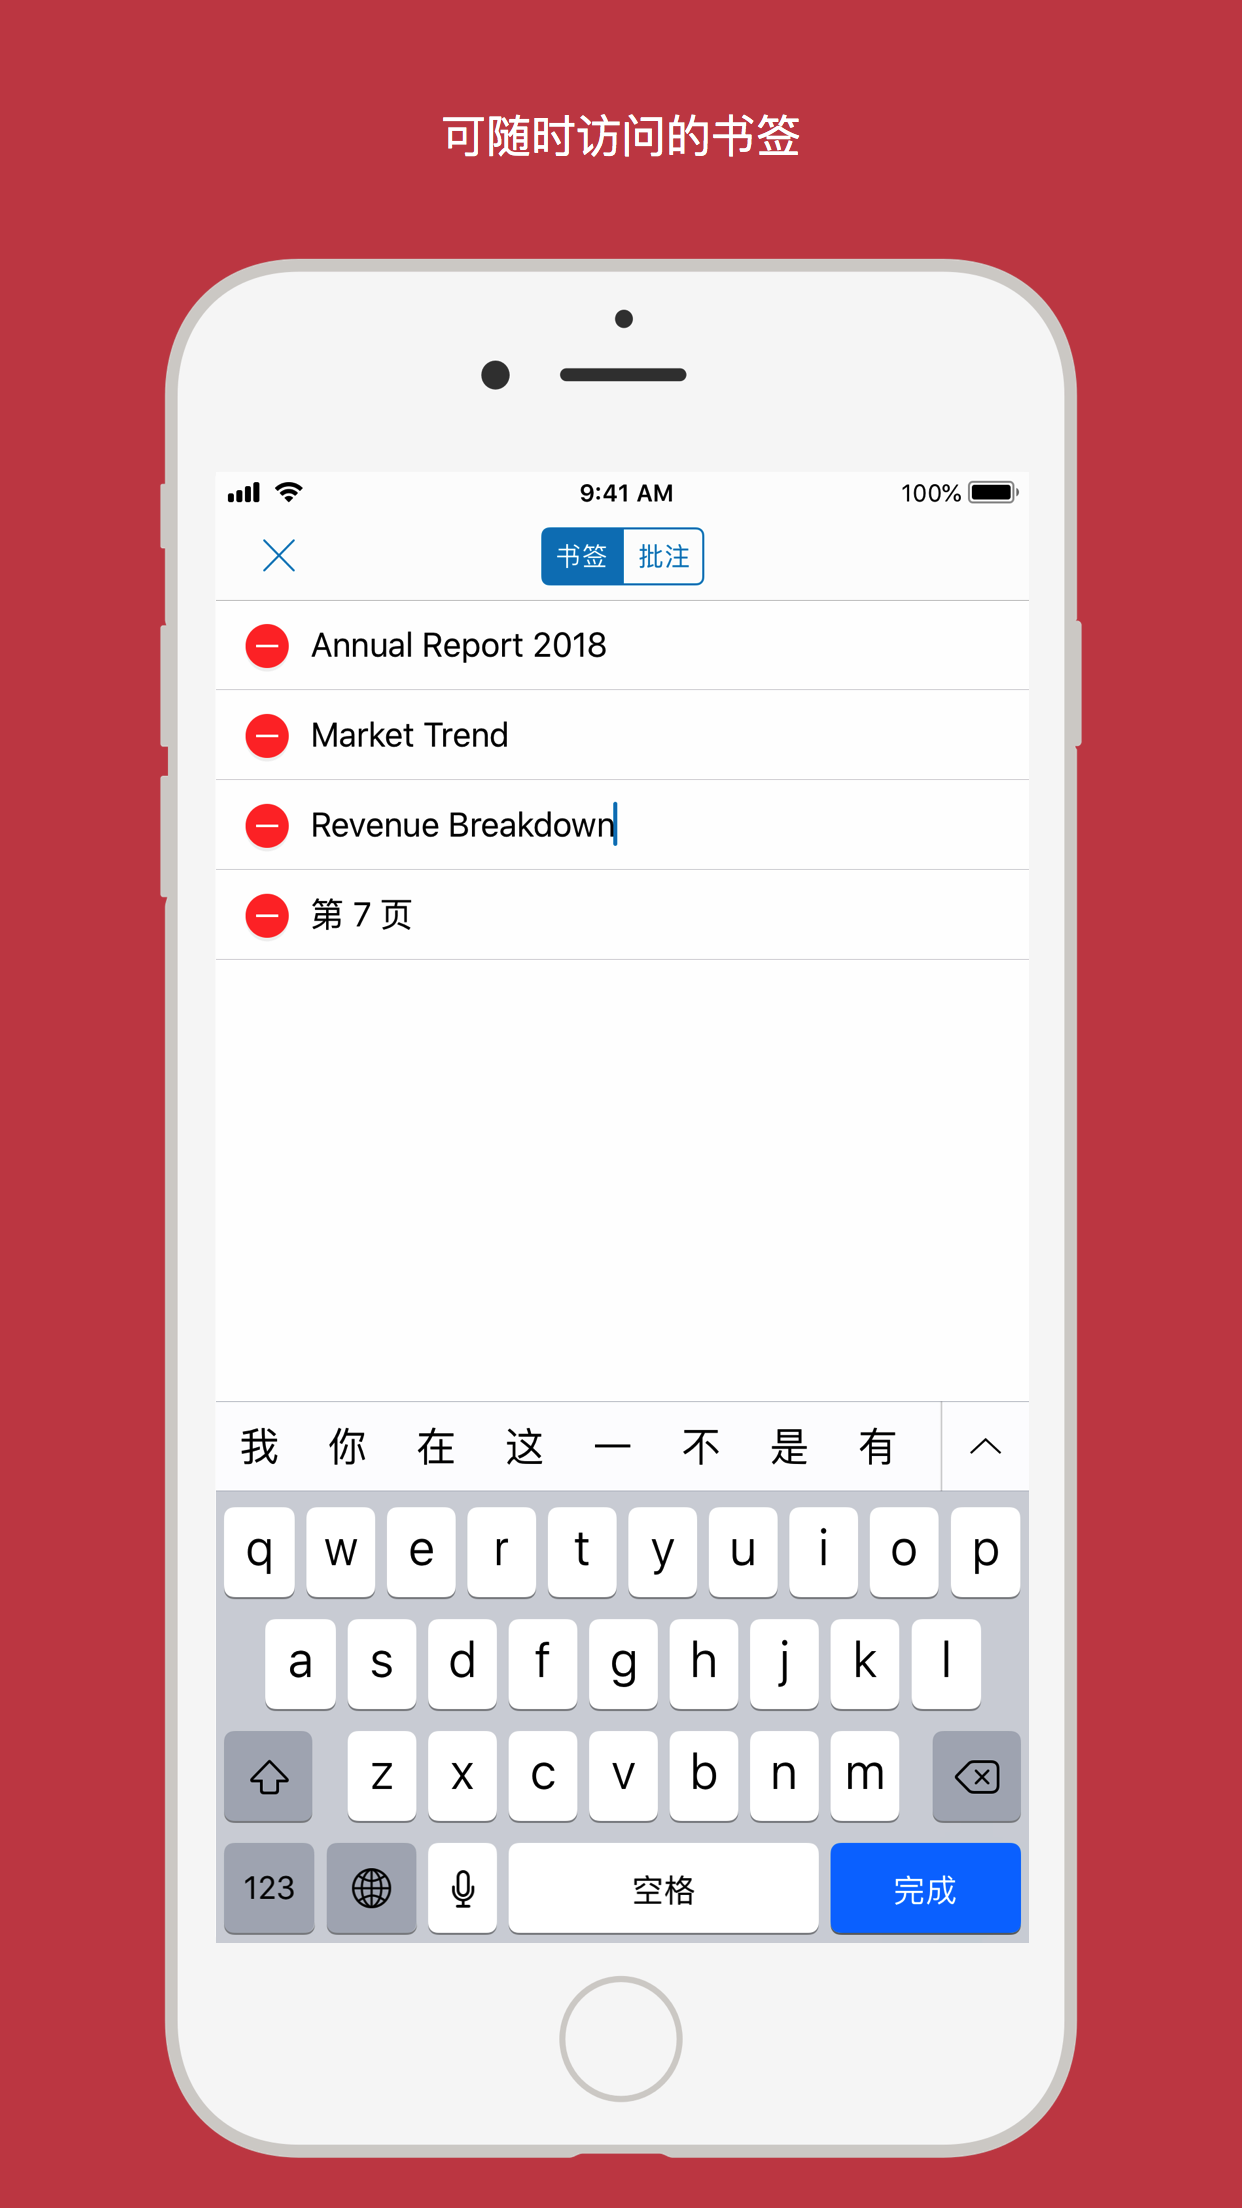 可随时访问的书签
9:41 AM 100%
书签 批注
Annual Report 2018
Market Trend
Revenue Breakdown
第 7 页
我 你 在 这 一 不 是 有
q w e r t y u i o p
a s d f g h j k l
z x c v b n m
123 空格 完成